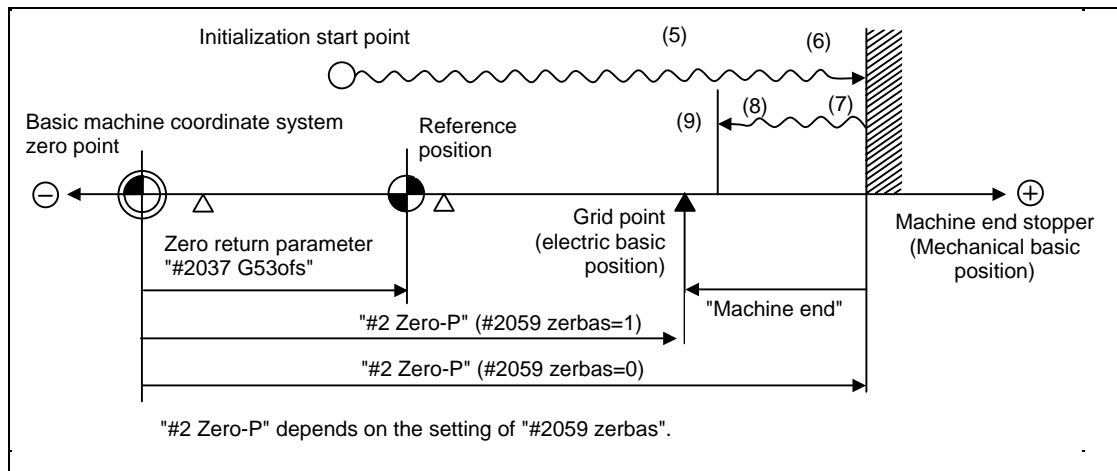 Initialization start point
(5)
(6)
Basic machine coordinate system
zero point
Reference
position
(9)
(8)
(7)
−
+
Zero return parameter
"#2037 G53ofs"
Grid point
(electric basic
position)
Machine end stopper
(Mechanical basic
position)
"Machine end"
"#2 Zero-P" (#2059 zerbas=1)
"#2 Zero-P" (#2059 zerbas=0)
"#2 Zero-P" depends on the setting of "#2059 zerbas".